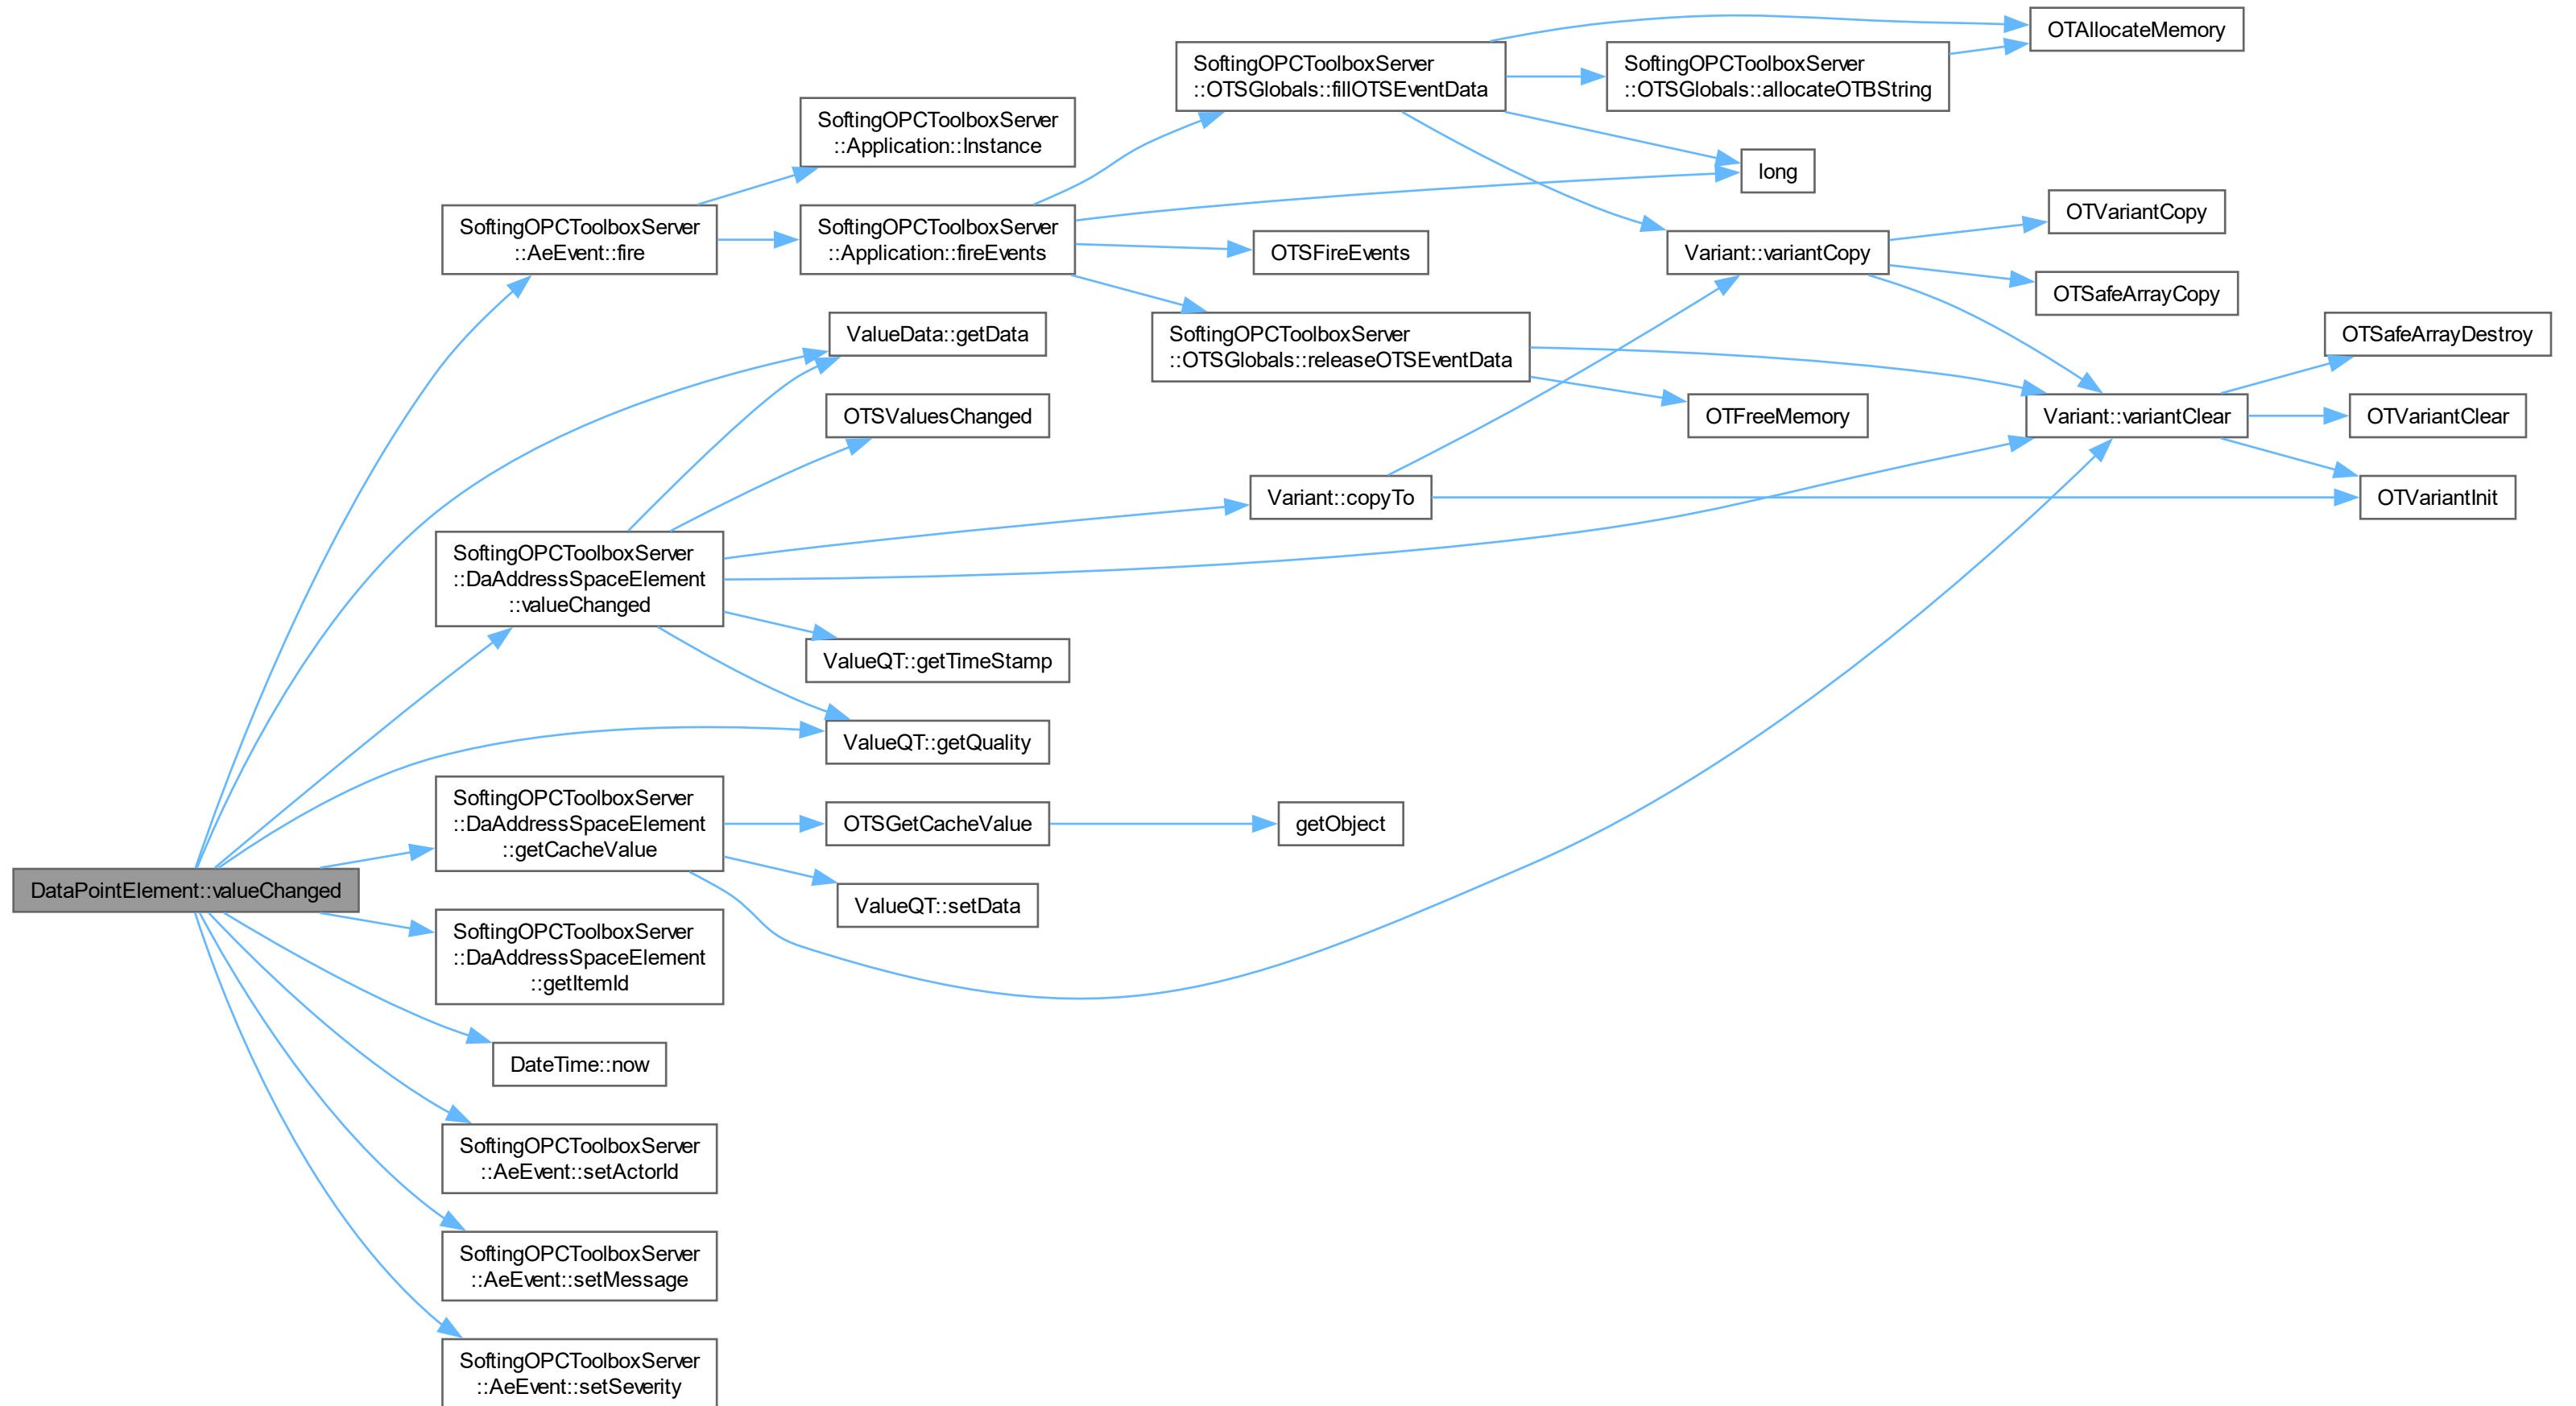 DataPointElement::valueChanged
SoftingOPCToolboxServer
::AeEvent::fire
SoftingOPCToolboxServer
::Application::Instance
SoftingOPCToolboxServer
::Application::fireEvents
SoftingOPCToolboxServer
::OTSGlobals::fillOTSEventData
SoftingOPCToolboxServer
::OTSGlobals::allocateOTBString
OTAllocateMemory
long
Variant::variantCopy
OTVariantCopy
OTSafeArrayCopy
OTSFireEvents
SoftingOPCToolboxServer
::OTSGlobals::releaseOTSEventData
OTFreeMemory
Variant::variantClear
OTSafeArrayDestroy
OTVariantClear
OTVariantInit
ValueData::getData
OTSValuesChanged
SoftingOPCToolboxServer
::DaAddressSpaceElement
::valueChanged
Variant::copyTo
ValueQT::getTimeStamp
ValueQT::getQuality
SoftingOPCToolboxServer
::DaAddressSpaceElement
::getCacheValue
OTSGetCacheValue
getObject
ValueQT::setData
SoftingOPCToolboxServer
::DaAddressSpaceElement
::getItemId
DateTime::now
SoftingOPCToolboxServer
::AeEvent::setActorId
SoftingOPCToolboxServer
::AeEvent::setMessage
SoftingOPCToolboxServer
::AeEvent::setSeverity